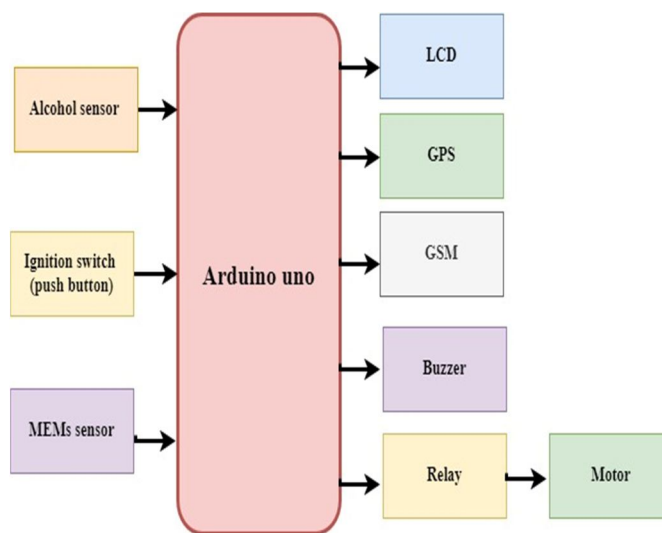 Alcohol sensor
Ignition switch
(push button)
MEMs sensor
Arduino uno
LCD
GPS
GSM
Buzzer
Relay
Motor